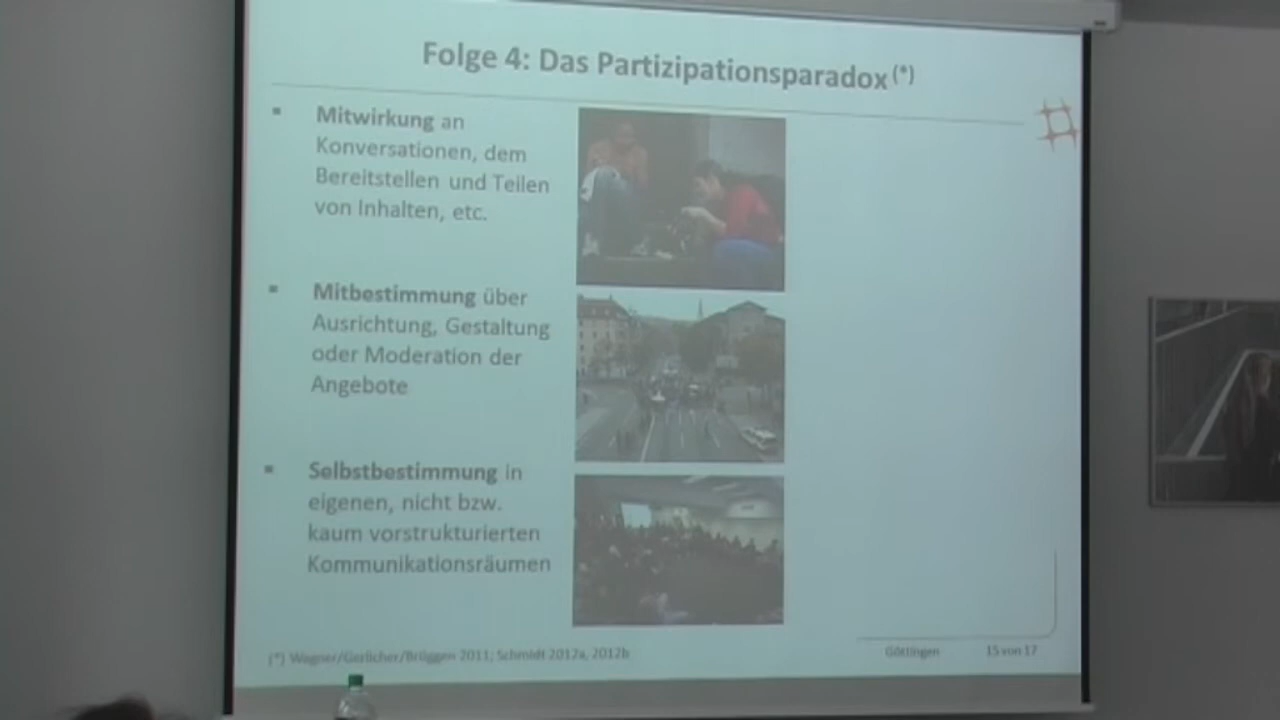 Folge 4: Das Partizipationsparadox (*)
▪ Mitwirkung an
Konversationen, dem
Bereitstellen und Teilen
von Inhalten, etc.
▪ Mitbestimmung über
Ausrichtung, Gestaltung
oder Moderation der
Angebote
▪ Selbstbestimmung in
eigenen, nicht bzw.
kaum vorstrukturierten
Kommunikationsräumen
(*) Wagner/Gerlicher/Brüggen 2011; Schmidt 2012a, 2012b
Göttingen
15 von 17